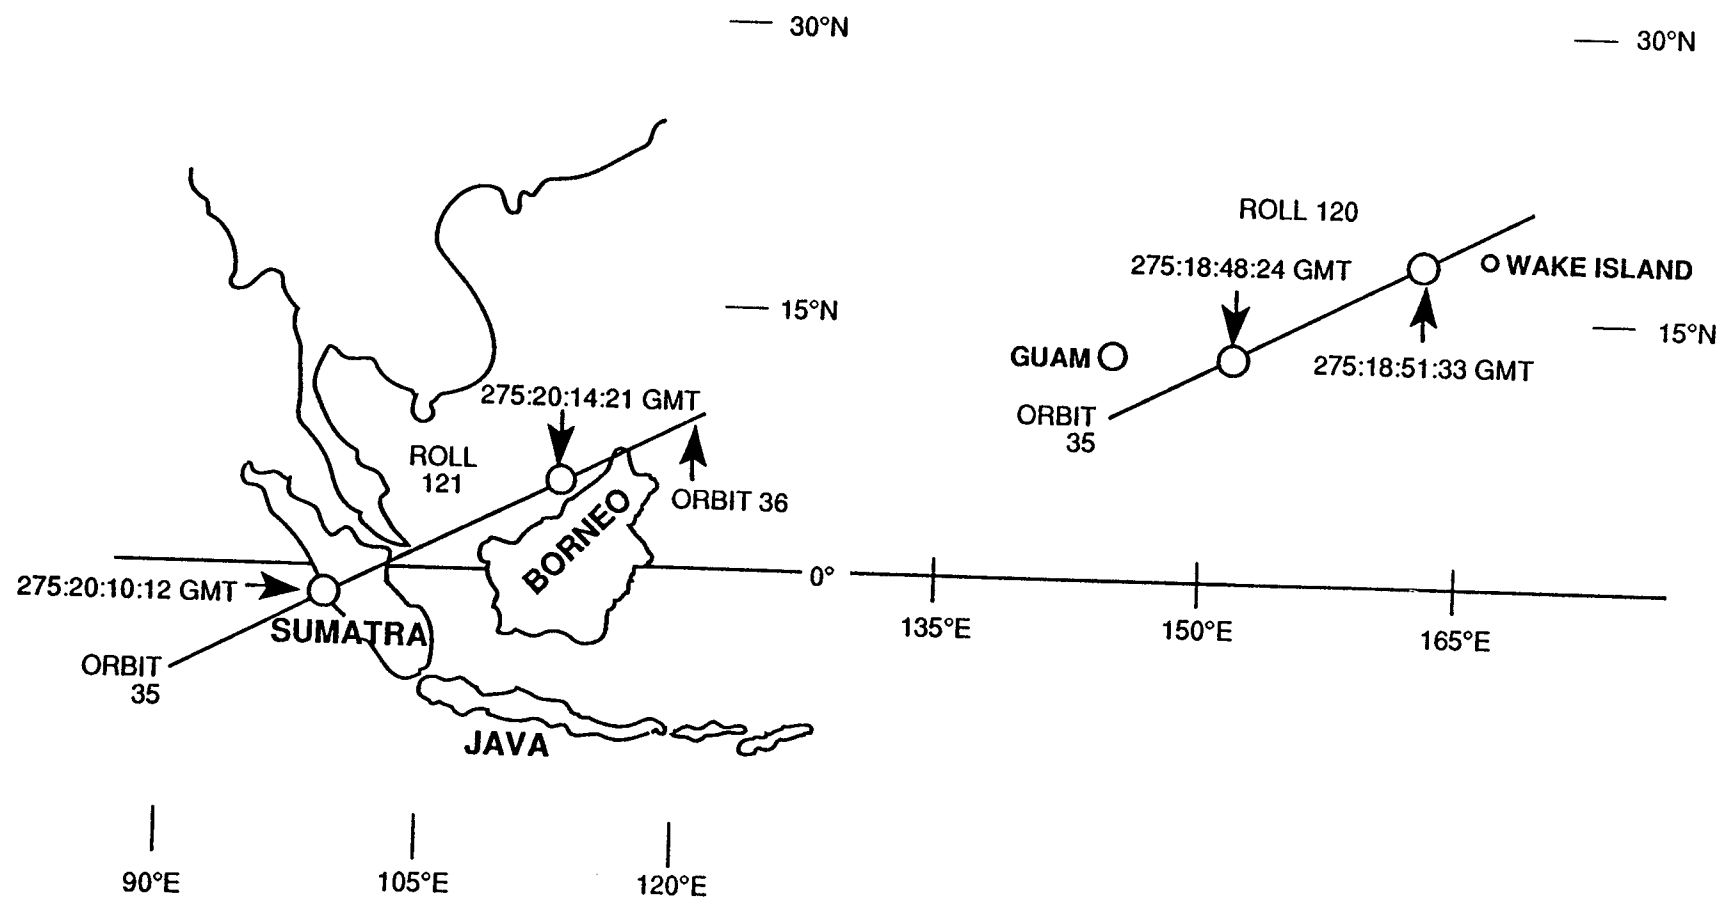 30°N
30°N
ROLL 120
275:18:48:24 GMT
WAKE ISLAND
15°N
15°N
GUAM
275:18:51:33 GMT
275:20:14:21 GMT
ORBIT
35
ROLL
121
ORBIT 36
BORNEO
0°
275:20:10:12 GMT
SUMATRA
135°E
150°E
165°E
ORBIT
35
JAVA
90°E
105°E
120°E